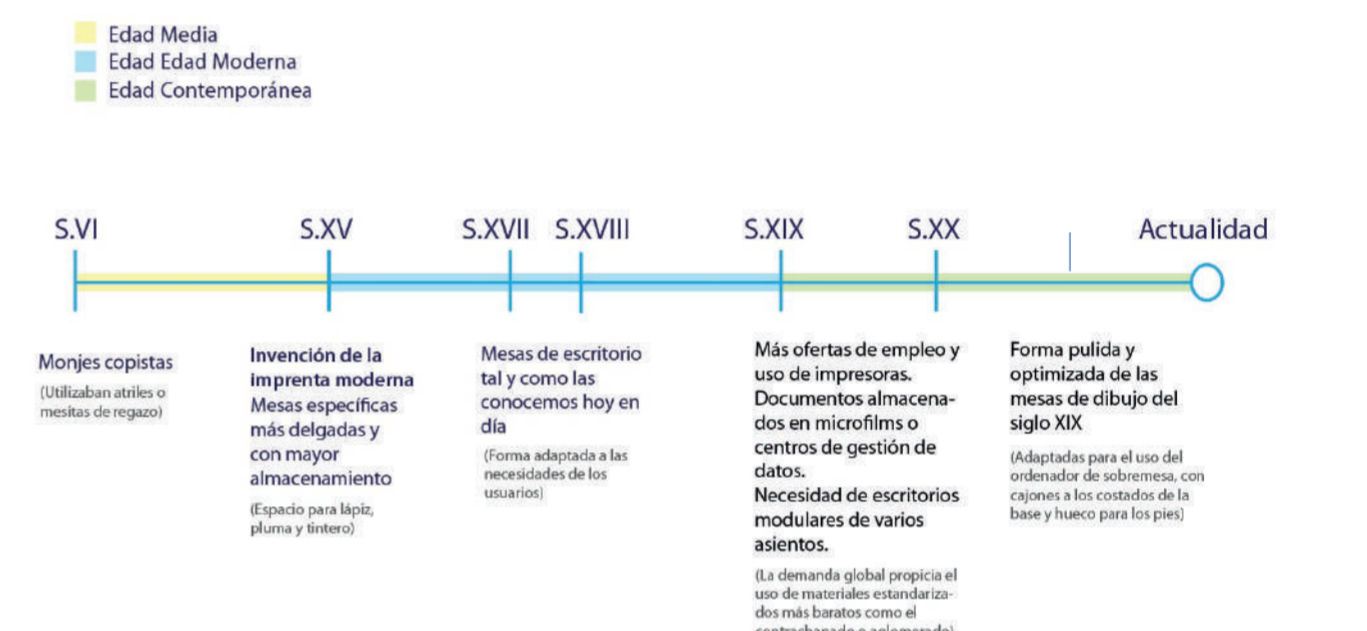 Edad Media
Edad Edad Moderna
Edad Contemporánea
S.VI
S.XV
S.XVII
S.XVIII
S.XIX
S.XX
Actualidad
Monjes copistas
(Utilizaban atriles o
mesitas de regazo)
Invención de la
imprenta moderna
Mesas específicas
más delgadas y
con mayor
almacenamiento
(Espacio para lápiz,
pluma y tintero)
Mesas de escritorio
tal y como las
conocemos hoy en
día
(Forma adaptada a las
necesidades de los
usuarios)
Más ofertas de empleo y
uso de impresoras.
Documentos almacena-
dos en microfilms o
centros de gestión de
datos.
Necesidad de escritorios
modulares de varios
asientos.
(La demanda global propicia el
uso de materiales estandariza-
dos más baratos como el
contrachapado o aglomerado)
Forma pulida y
optimizada de las
mesas de dibujo del
siglo XIX
(Adaptadas para el uso del
ordenador de sobremesa, con
cajones a los costados de la
base y hueco para los pies)